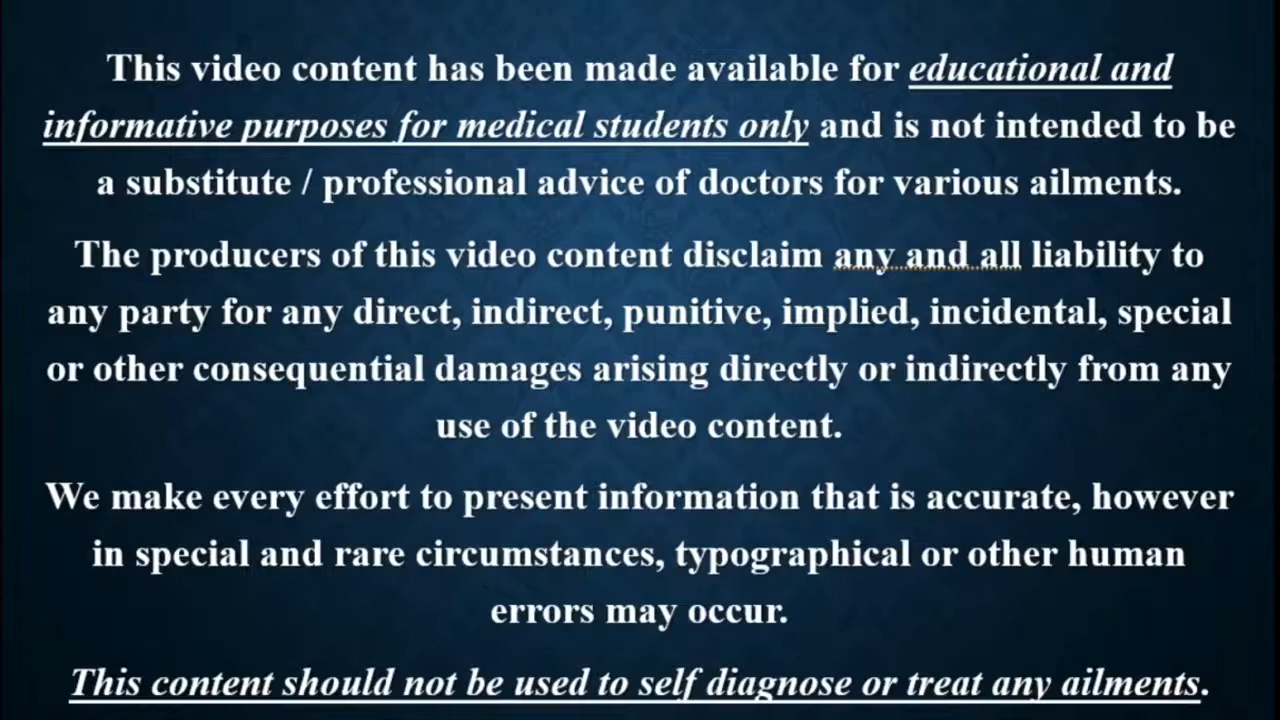 This video content has been made available for educational and
informative purposes for medical students only and is not intended to be
a substitute / professional advice of doctors for various ailments.
The producers of this video content disclaim any and all liability to
any party for any direct, indirect, punitive, implied, incidental, special
or other consequential damages arising directly or indirectly from any
use of the video content.
We make every effort to present information that is accurate, however
in special and rare circumstances, typographical or other human
errors may occur.
This content should not be used to self diagnose or treat any ailments.